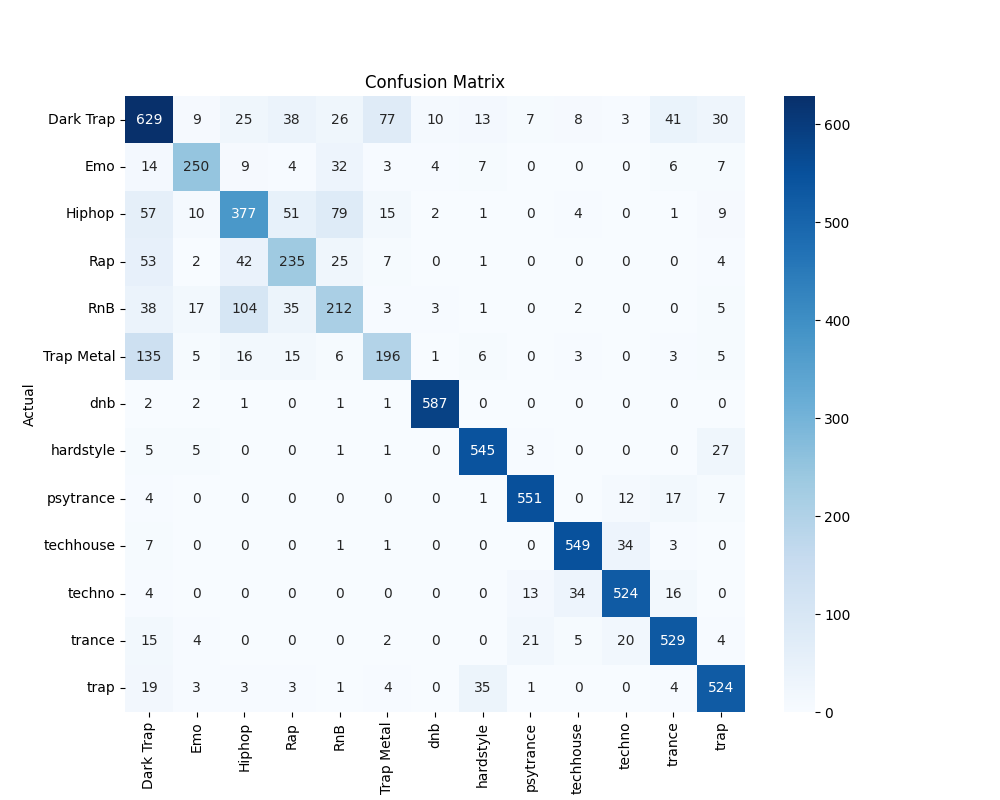 Confusion Matrix
Dark Trap 629 9 25 38 26 77 10 13 7 8 3 41 30
Emo 14 250 9 4 32 3 4 7 0 0 0 6 7
Hiphop 57 10 377 51 79 15 2 1 0 4 0 1 9
Rap 53 2 42 235 25 7 0 1 0 0 0 0 4
RnB 38 17 104 35 212 3 3 1 0 2 0 0 5
Trap Metal 135 5 16 15 6 196 1 6 0 3 0 3 5
dnb 2 2 1 0 1 1 587 0 0 0 0 0 0
hardstyle 5 5 0 0 1 1 0 545 3 0 0 0 27
psytrance 4 0 0 0 0 0 0 1 551 0 12 17 7
techhouse 7 0 0 0 1 1 0 0 0 549 34 3 0
techno 4 0 0 0 0 0 0 0 13 34 524 16 0
trance 15 4 0 0 0 2 0 0 21 5 20 529 4
trap 19 3 3 3 1 4 0 35 1 0 0 4 524
Actual
Dark Trap Emo Hiphop Rap RnB Trap Metal dnb hardstyle psytrance techhouse techno trance trap
600
500
400
300
200
100
0